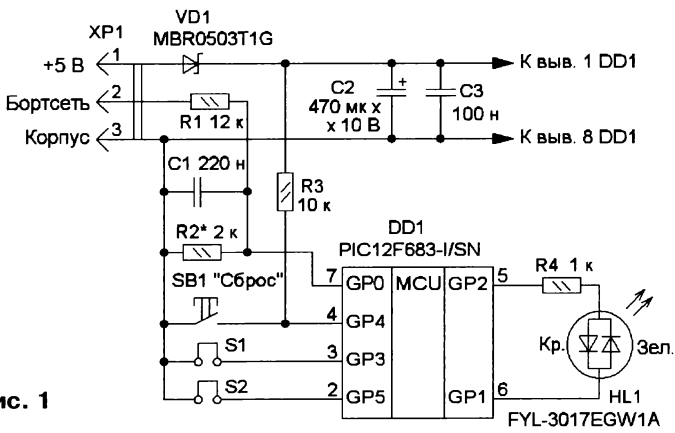 XP1
VD1
MBR0503T1G
+5 В
1
К выв. 1 DD1
Бортсеть
2
R1 12 к
C2
470 мк х
х 10 В
+
C3
100 н
Корпус
3
К выв. 8 DD1
C1 220 н
R3
10 к
R2* 2 к
DD1
PIC12F683-I/SN
SB1 "Сброс"
7
GP0
MCU
GP2
5
R4 1 к
4
GP4
S1
3
GP3
Кр.
Зел.
S2
2
GP5
GP1
6
HL1
FYL-3017EGW1A
ис. 1